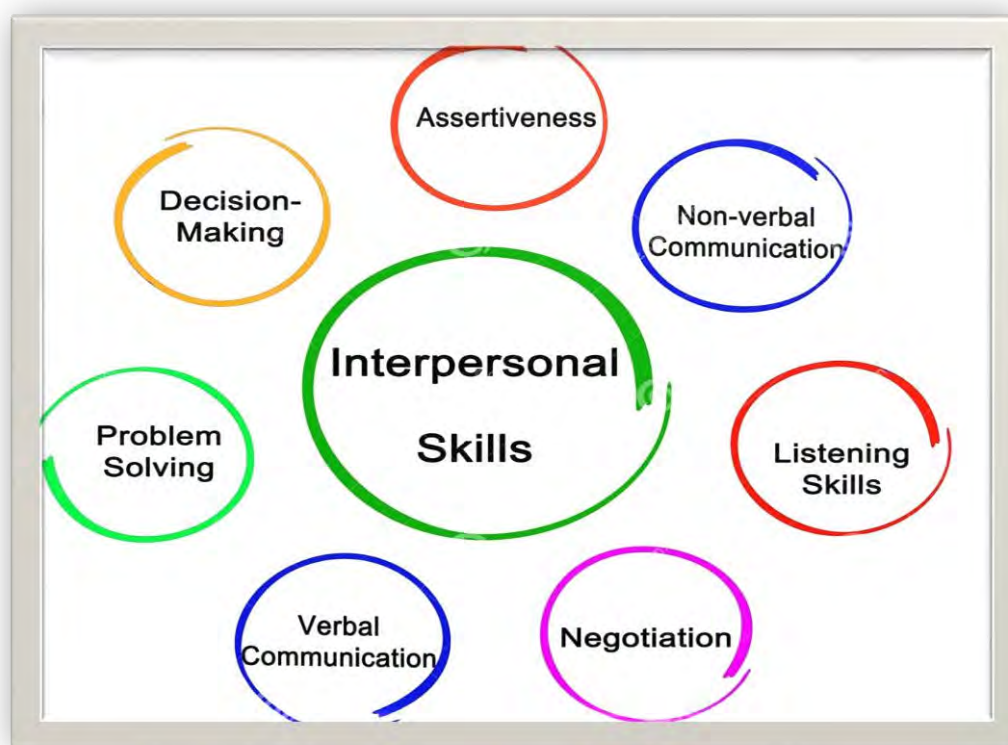 Assertiveness
Decision-
Making
Non-verbal
Communication
Interpersonal
Skills
Problem
Solving
Listening
Skills
Verbal
Communication
Negotiation